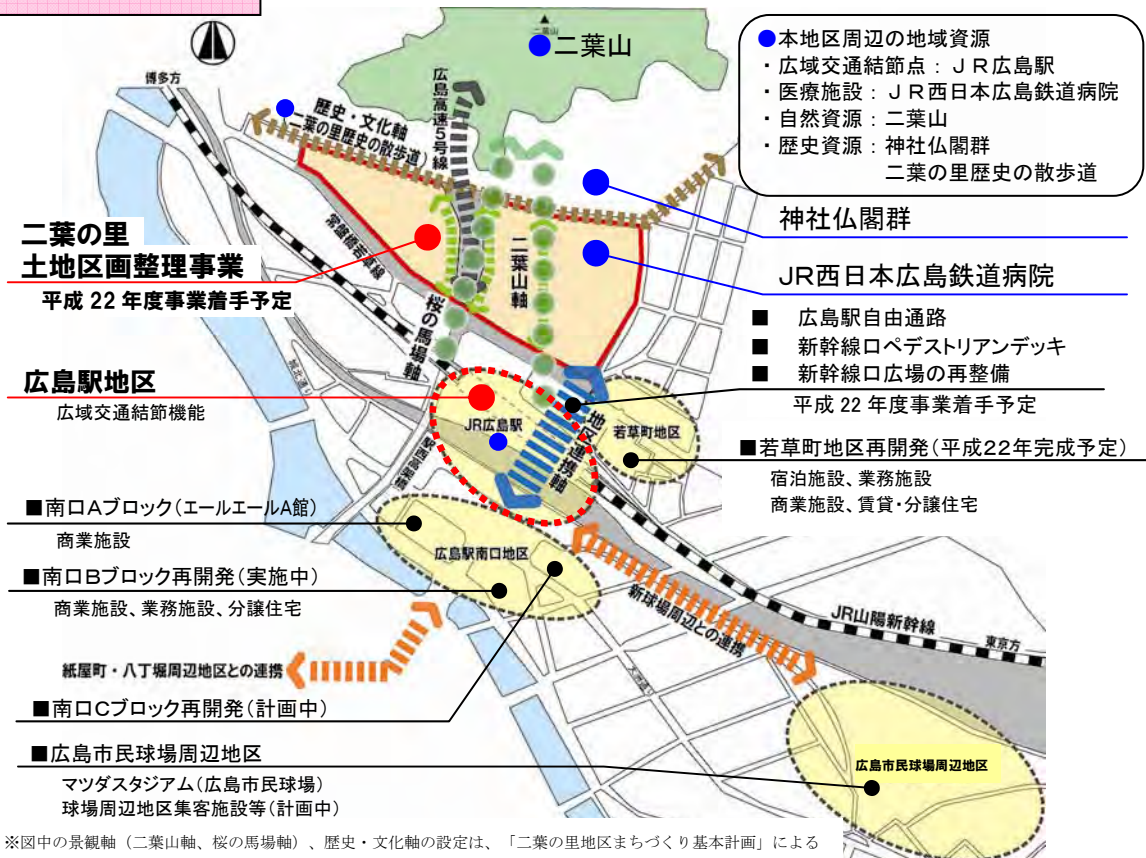 二葉山
二葉山
博多方
広島高速5号線
歴史・文化軸
(二葉の里歴史の散歩道)
●本地区周辺の地域資源
・広域交通結節点：ＪＲ広島駅
・医療施設：ＪＲ西日本広島鉄道病院
・自然資源：二葉山
・歴史資源：神社仏閣群
二葉の里歴史の散歩道
神社仏閣群
JR西日本広島鉄道病院
二葉の里
土地区画整理事業
平成22年度事業着手予定
常盤橋若草線
桜の馬場軸
二葉山軸
■ 広島駅自由通路
■ 新幹線口ペデストリアンデッキ
■ 新幹線口広場の再整備
平成22年度事業着手予定
城北通り
広島駅地区
広域交通結節機能
JR広島駅
地区連携軸
若草町地区
■若草町地区再開発(平成22年完成予定)
宿泊施設、業務施設
商業施設、賃貸・分譲住宅
駅西高架橋
■南口Aブロック(エールエールA館)
商業施設
広島駅南口地区
■南口Bブロック再開発(実施中)
商業施設、業務施設、分譲住宅
新球場周辺との連携
JR山陽新幹線
東京方
紙屋町・八丁堀周辺地区との連携
大州通り
■南口Cブロック再開発(計画中)
■広島市民球場周辺地区
マツダスタジアム(広島市民球場)
球場周辺地区集客施設等(計画中)
広島市民球場周辺地区
※図中の景観軸（二葉山軸、桜の馬場軸）、歴史・文化軸の設定は、「二葉の里地区まちづり基本計画」による